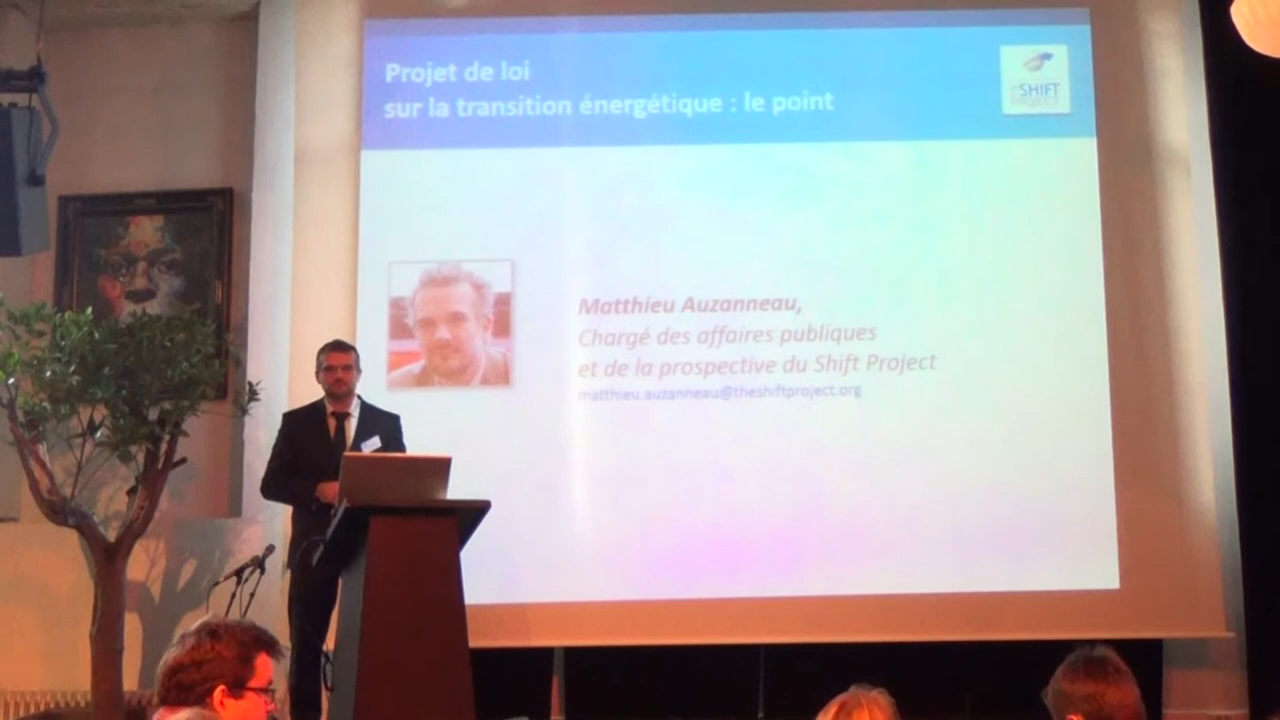 Projet de loi
sur la transition énergétique : le point
SHIFT
PROJECT
Matthieu Auzanneau,
Chargé des affaires publiques
et de la prospective du Shift Project
matthieu.auzanneau@theshiftproject.org